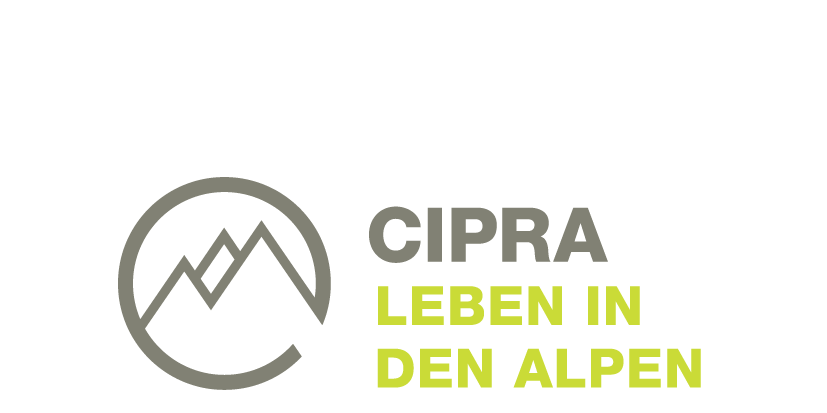 CIPRA
LEBEN IN
DEN ALPEN